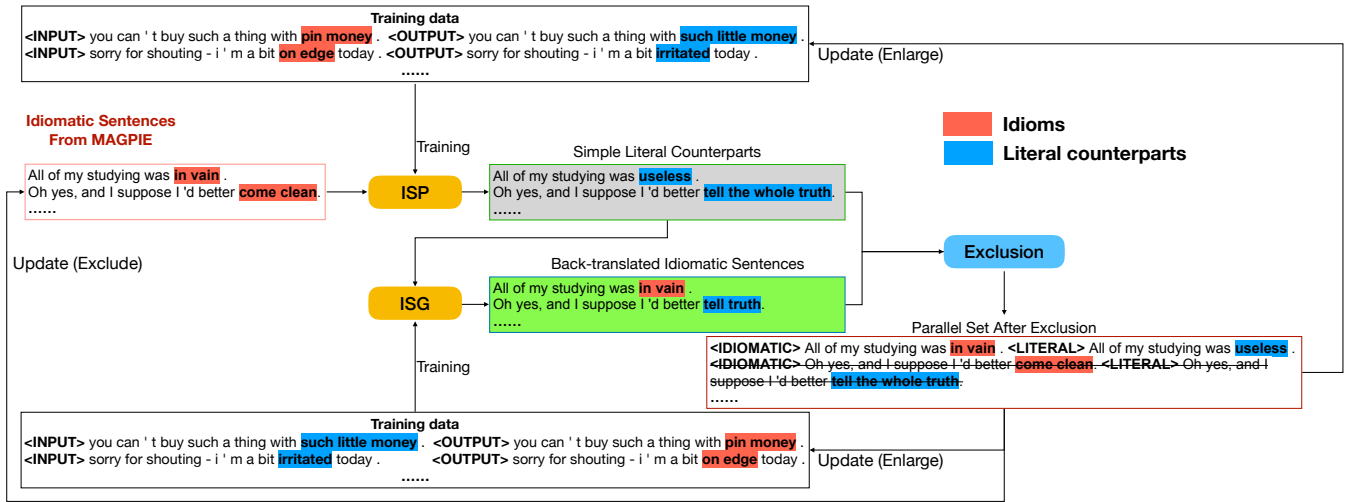 Training data
<INPUT> you can ' t buy such a thing with pin money . <OUTPUT> you can ' t buy such a thing with such little money .
<INPUT> sorry for shouting - i ' m a bit on edge today . <OUTPUT> sorry for shouting - i ' m a bit irritated today .
......
Update (Enlarge)
Idiomatic Sentences
From MAGPIE
Training
Idioms
Literal counterparts
Simple Literal Counterparts
All of my studying was in vain .
Oh yes, and I suppose I 'd better come clean.
......
ISP
All of my studying was useless .
Oh yes, and I suppose I 'd better tell the whole truth.
......
Update (Exclude)
Exclusion
Back-translated Idiomatic Sentences
ISG
All of my studying was in vain .
Oh yes, and I suppose I 'd better tell truth.
......
Parallel Set After Exclusion
Training
<IDIOMATIC> All of my studying was in vain . <LITERAL> All of my studying was useless .
<IDIOMATIC> Oh yes, and I suppose I 'd better come clean. <LITERAL> Oh yes, and I
suppose I 'd better tell the whole truth.
......
Training data
<INPUT> you can ' t buy such a thing with such little money . <OUTPUT> you can ' t buy such a thing with pin money .
<INPUT> sorry for shouting - i ' m a bit irritated today . <OUTPUT> sorry for shouting - i ' m a bit on edge today .
......
Update (Enlarge)